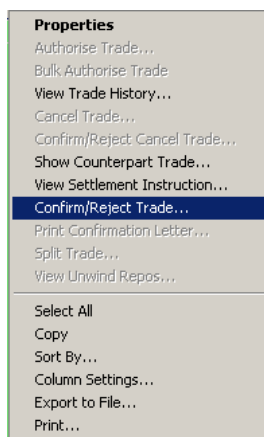 Properties
Authorise Trade...
Bulk Authorise Trade
View Trade History...
Cancel Trade...
Confirm/Reject Cancel Trade...
Show Counterpart Trade...
View Settlement Instruction...
Confirm/Reject Trade...
Print Confirmation Letter...
Split Trade...
View Unwind Repos...
Select All
Copy
Sort By...
Column Settings...
Export to File...
Print...